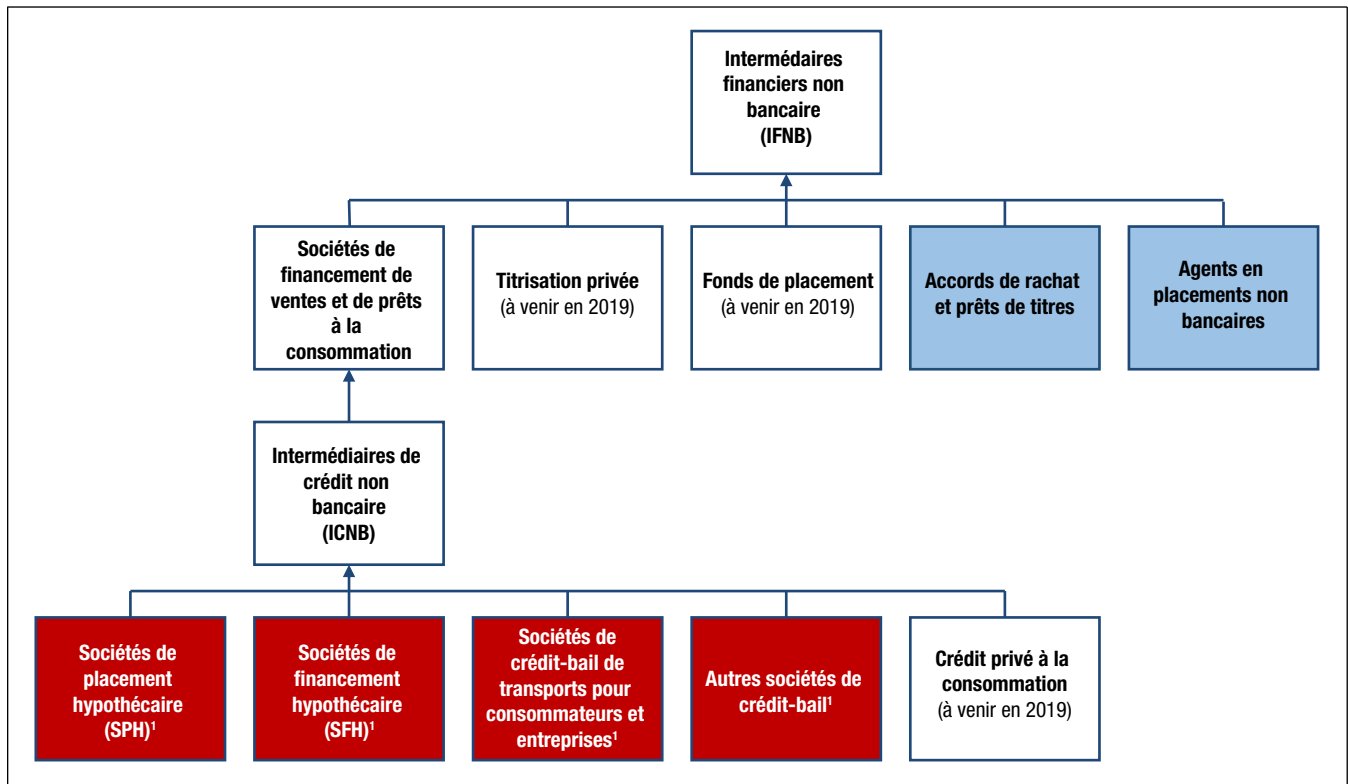 Intermédaires
financiers non
bancaire
(IFNB)
Sociétés de
financement de
ventes et de prêts
à la
consommation
Titrisation privée
(à venir en 2019)
Fonds de placement
(à venir en 2019)
Accords de rachat
et prêts de titres
Agents en
placements non
bancaires
Intermédiaires de
crédit non
bancaire
(ICNB)
Sociétés de
placement
hypothécaire
(SPH)¹
Sociétés de
financement
hypothécaire
(SFH)¹
Sociétés de
crédit-bail de
transports pour
consommateurs et
entreprises¹
Autres sociétés de
crédit-bail¹
Crédit privé à la
consommation
(à venir en 2019)